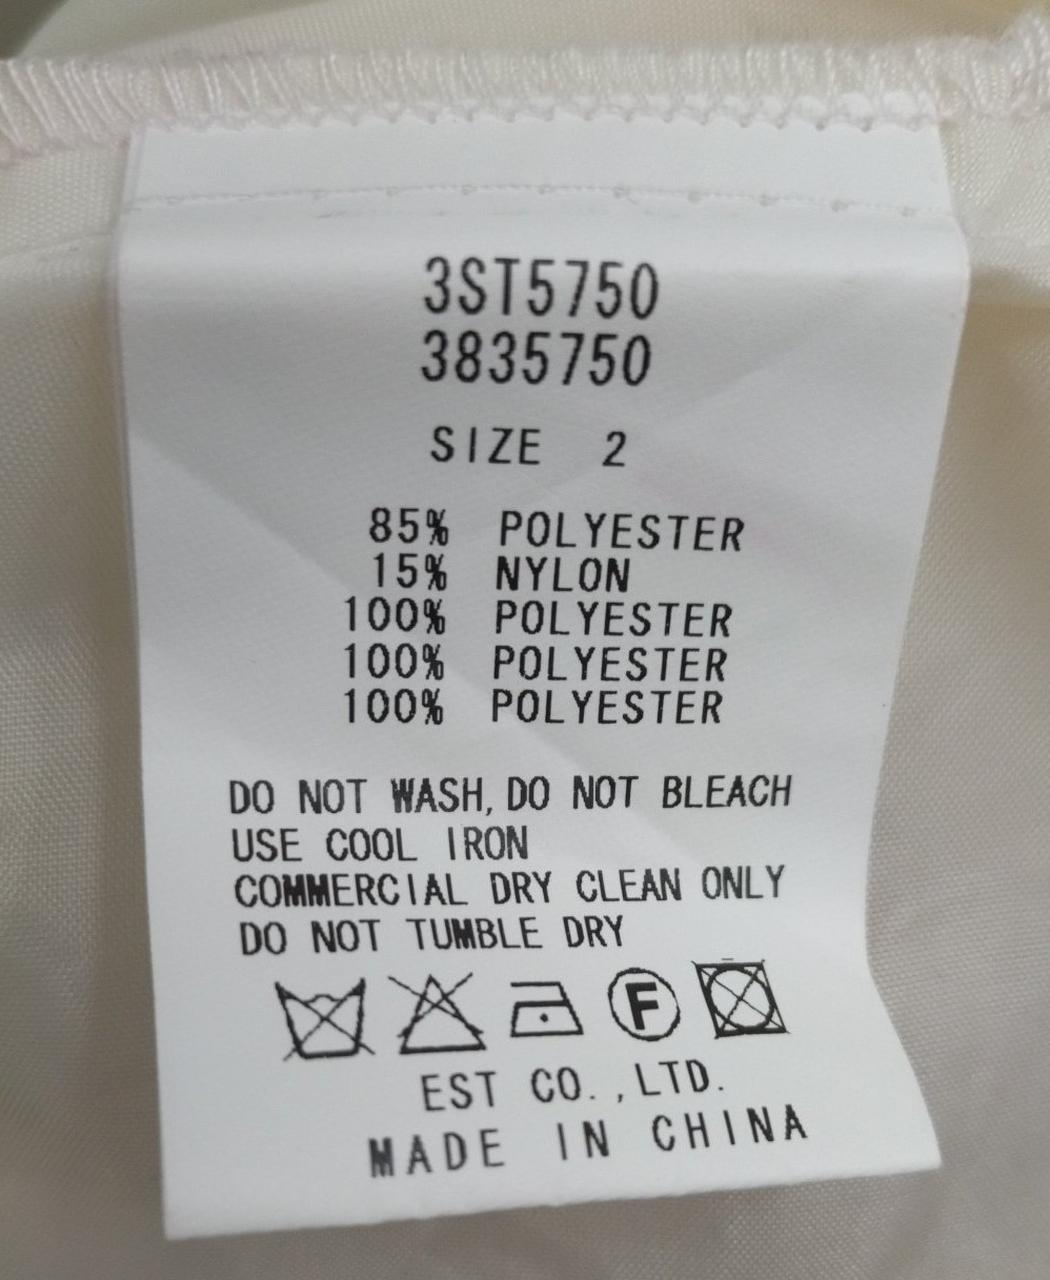 3ST5750
3835750
SIZE 2
85% POLYESTER
15% NYLON
100% POLYESTER
100% POLYESTER
100% POLYESTER
DO NOT WASH, DO NOT BLEACH
USE COOL IRON
COMMERCIAL DRY CLEAN ONLY
DO NOT TUMBLE DRY
F
EST CO.,LTD.
MADE IN CHINA